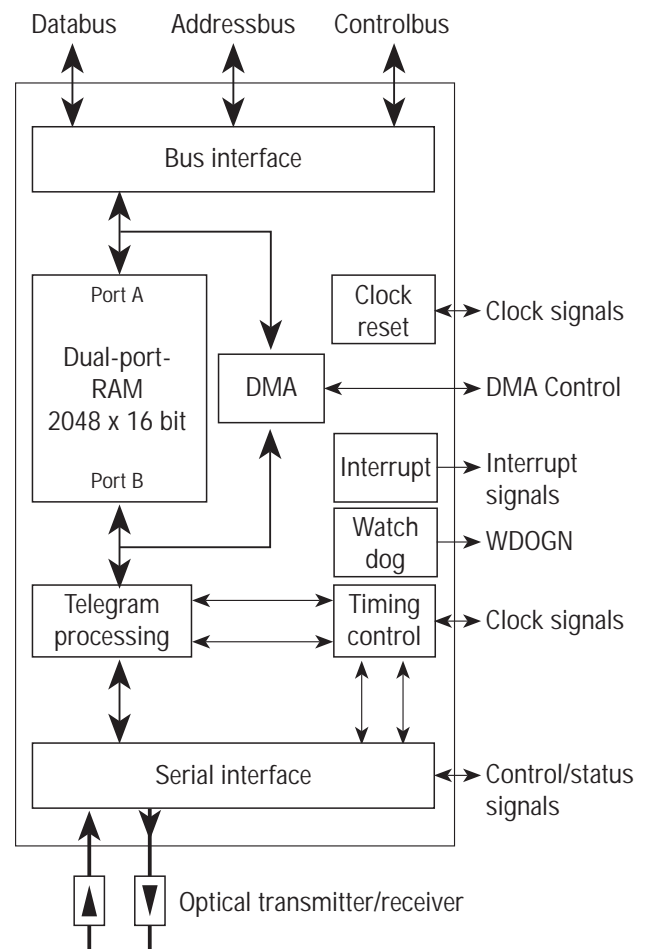 Databus Addressbus Controlbus
Bus interface
Port A
Clock
reset
Clock signals
Dual-port-
RAM
2048 x 16 bit
DMA
DMA Control
Port B
Interrupt
Interrupt
signals
Watch
dog
WDOGN
Telegram
processing
Timing
control
Clock signals
Serial interface
Control/status
signals
Optical transmitter/receiver